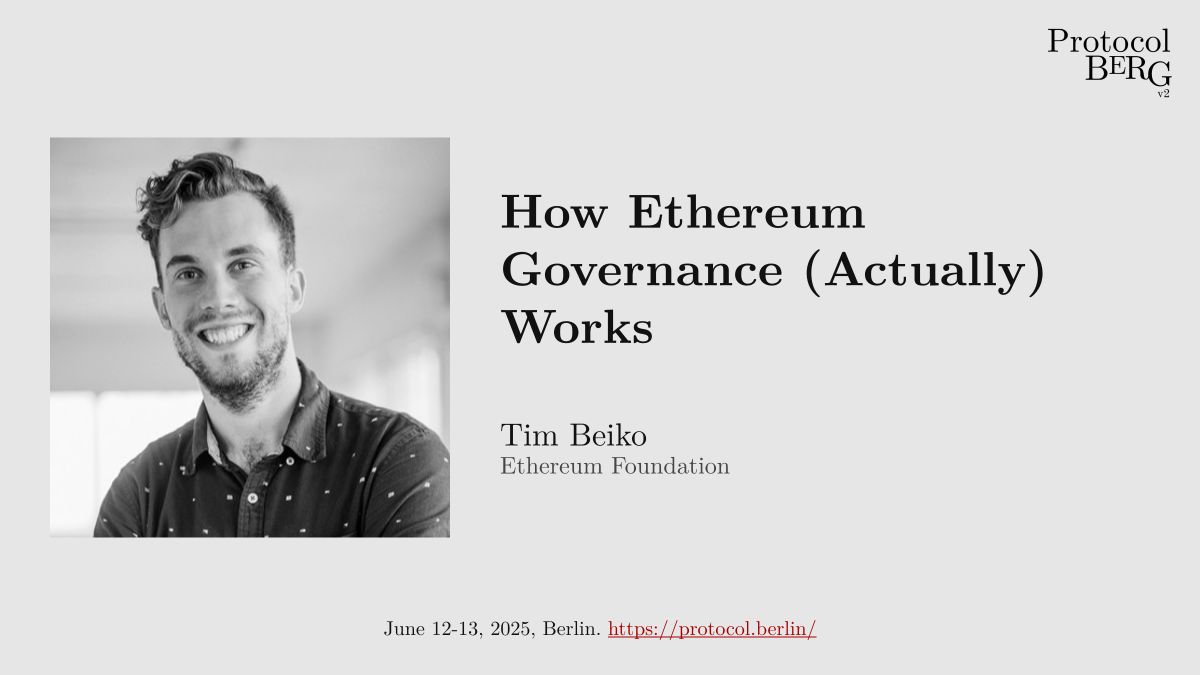 Protocol
BERG
v2
How Ethereum
Governance (Actually)
Works
Tim Beiko
Ethereum Foundation
June 12-13, 2025, Berlin. https://protocol.berlin/